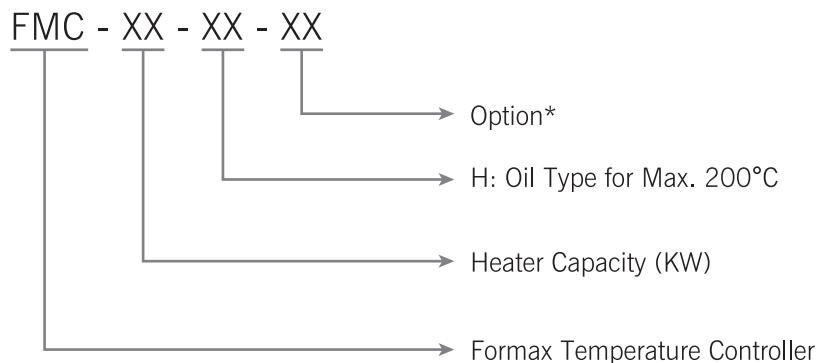 FMC - XX - XX - XX
Option*
H: Oil Type for Max. 200°C
Heater Capacity (KW)
Formax Temperature Controller